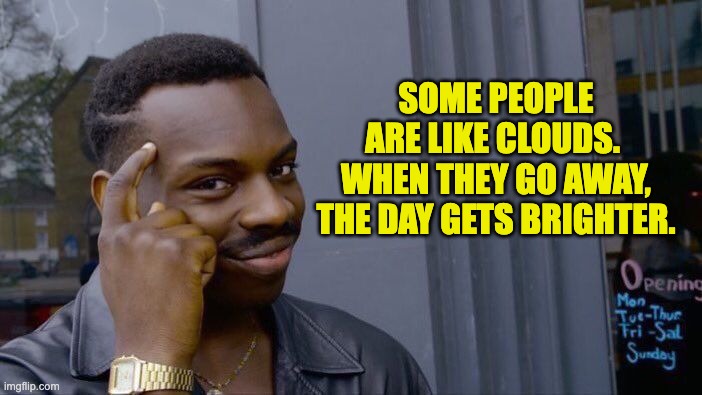 SOME PEOPLE
ARE LIKE CLOUDS.
WHEN THEY GO AWAY,
THE DAY GETS BRIGHTER.
Opening
Mon
Tue-Thur
Fri-Sat
Sunday
imgflip.com